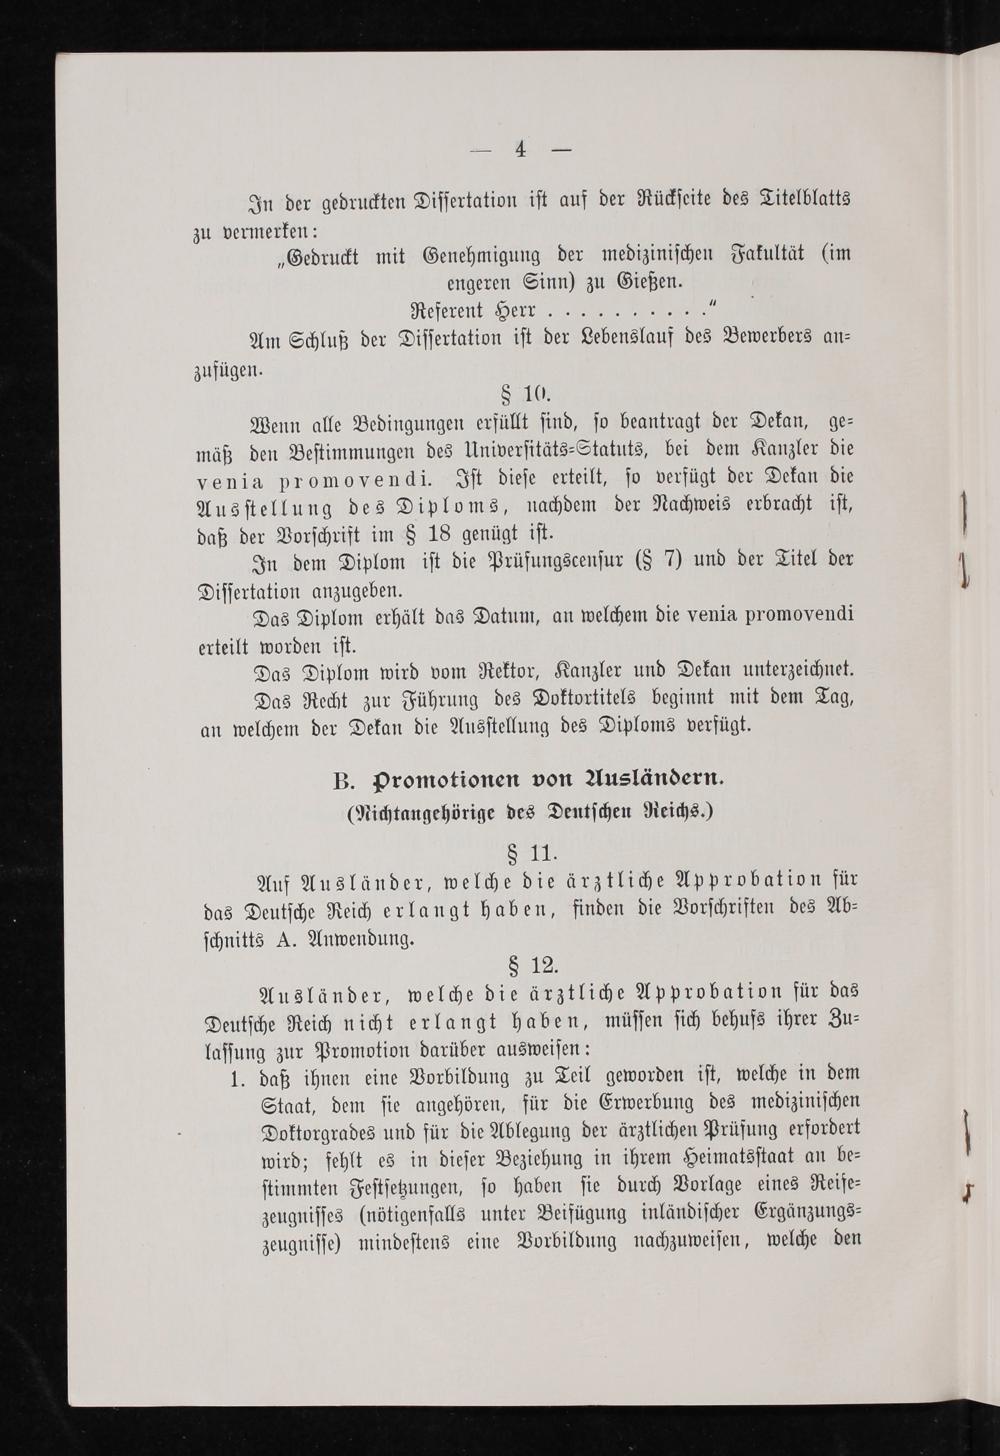 — 4 —
In der gedruckten Dissertation ist auf der Rückseite des Titelblatts
zu vermerken:
„Gedruckt mit Genehmigung der medizinischen Fakultät (im
engeren Sinn) zu Gießen.
Referent Herr . . . . . . . . . .“
Am Schluß der Dissertation ist der Lebenslauf des Bewerbers an-
zufügen.
§ 10.
Wenn alle Bedingungen erfüllt sind, so beantragt der Dekan, ge-
mäß den Bestimmungen des Universitäts-Statuts, bei dem Kanzler die
venia promovendi. Ist diese erteilt, so verfügt der Dekan die
Ausstellung des Diploms, nachdem der Nachweis erbracht ist,
daß der Vorschrift im § 18 genügt ist.
In dem Diplom ist die Prüfungscensur (§ 7) und der Titel der
Dissertation anzugeben.
Das Diplom erhält das Datum, an welchem die venia promovendi
erteilt worden ist.
Das Diplom wird vom Rektor, Kanzler und Dekan unterzeichnet.
Das Recht zur Führung des Doktortitels beginnt mit dem Tag,
an welchem der Dekan die Ausstellung des Diploms verfügt.
B. Promotionen von Ausländern.
(Nichtangehörige des Deutschen Reichs.)
§ 11.
Auf Ausländer, welche die ärztliche Approbation für
das Deutsche Reich erlangt haben, finden die Vorschriften des Ab-
schnitts A. Anwendung.
§ 12.
Ausländer, welche die ärztliche Approbation für das
Deutsche Reich nicht erlangt haben, müssen sich behufs ihrer Zu-
lassung zur Promotion darüber ausweisen:
1. daß ihnen eine Vorbildung zu Teil geworden ist, welche in dem
Staat, dem sie angehören, für die Erwerbung des medizinischen
Doktorgrades und für die Ablegung der ärztlichen Prüfung erfordert
wird; fehlt es in dieser Beziehung in ihrem Heimatsstaat an be-
stimmten Festsetzungen, so haben sie durch Vorlage eines Reife-
zeugnisses (nötigenfalls unter Beifügung inländischer Ergänzungs-
zeugnisse) mindestens eine Vorbildung nachzuweisen, welche den